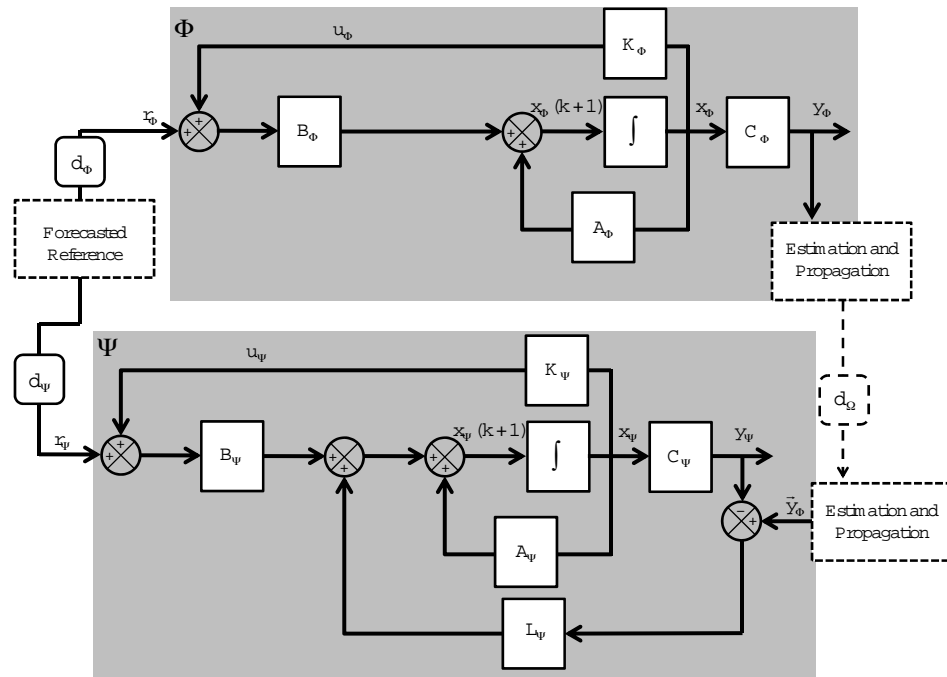 Φ
u_Φ
K_Φ
r_Φ
+
+
B_Φ
+
+
x_Φ(k+1)
∫
x_Φ
C_Φ
y_Φ
d_Φ
A_Φ
Forecasted
Reference
Estimation and
Propagation
Ψ
u_Ψ
K_Ψ
d_Ψ
d_Ω
r_Ψ
+
+
B_Ψ
+
+
+
+
x_Ψ(k+1)
∫
x_Ψ
C_Ψ
y_Ψ
−
+
y⃗_Φ
Estimation and
Propagation
A_Ψ
L_Ψ